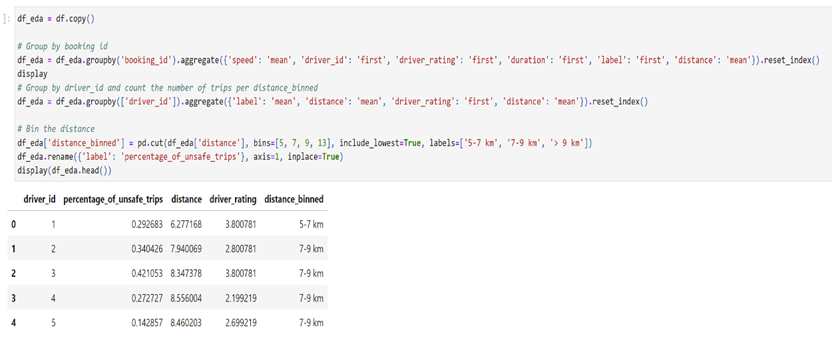 ]: df_eda = df.copy()
# Group by booking id
df_eda = df_eda.groupby('booking_id').aggregate({'speed': 'mean', 'driver_id': 'first', 'driver_rating': 'first', 'duration': 'first', 'label': 'first', 'distance': 'mean'}).reset_index()
display
# Group by driver_id and count the number of trips per distance_binned
df_eda = df_eda.groupby(['driver_id']).aggregate({'label': 'mean', 'distance': 'mean', 'driver_rating': 'first', 'distance': 'mean'}).reset_index()
# Bin the distance
df_eda['distance_binned'] = pd.cut(df_eda['distance'], bins=[5, 7, 9, 13], include_lowest=True, labels=['5-7 km', '7-9 km', '> 9 km'])
df_eda.rename({'label': 'percentage_of_unsafe_trips'}, axis=1, inplace=True)
display(df_eda.head())
driver_id percentage_of_unsafe_trips distance driver_rating distance_binned
0 1 0.292683 6.277168 3.800781 5-7 km
1 2 0.340426 7.940069 2.800781 7-9 km
2 3 0.421053 8.347378 3.800781 7-9 km
3 4 0.272727 8.556004 2.199219 7-9 km
4 5 0.142857 8.460203 2.699219 7-9 km